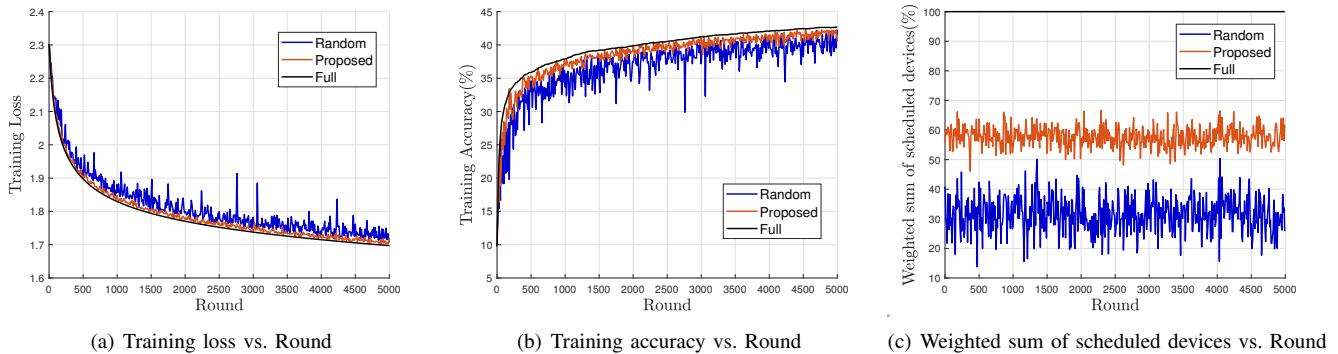 Training Loss
2.4
2.3
2.2
2.1
2
1.9
1.8
1.7
1.6
Random
Proposed
Full
0 500 1000 1500 2000 2500 3000 3500 4000 4500 5000
Round
(a) Training loss vs. Round
Training Accuracy(%)
45
40
35
30
25
20
15
10
5
Random
Proposed
Full
0 500 1000 1500 2000 2500 3000 3500 4000 4500 5000
Round
(b) Training accuracy vs. Round
Weighted sum of scheduled devices(%)
100
90
80
70
60
50
40
30
20
10
Random
Proposed
Full
0 500 1000 1500 2000 2500 3000 3500 4000 4500 5000
Round
(c) Weighted sum of scheduled devices vs. Round